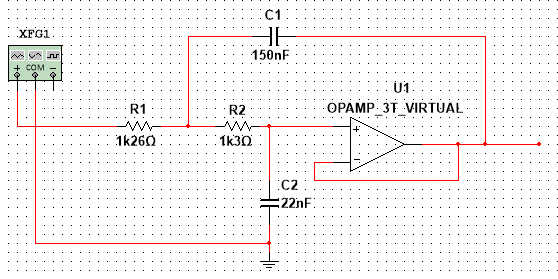 C1
XFG1
150nF
COM
U1
OPAMP_3T_VIRTUAL
R1
R2
1k26Ω
1k3Ω
C2
22nF